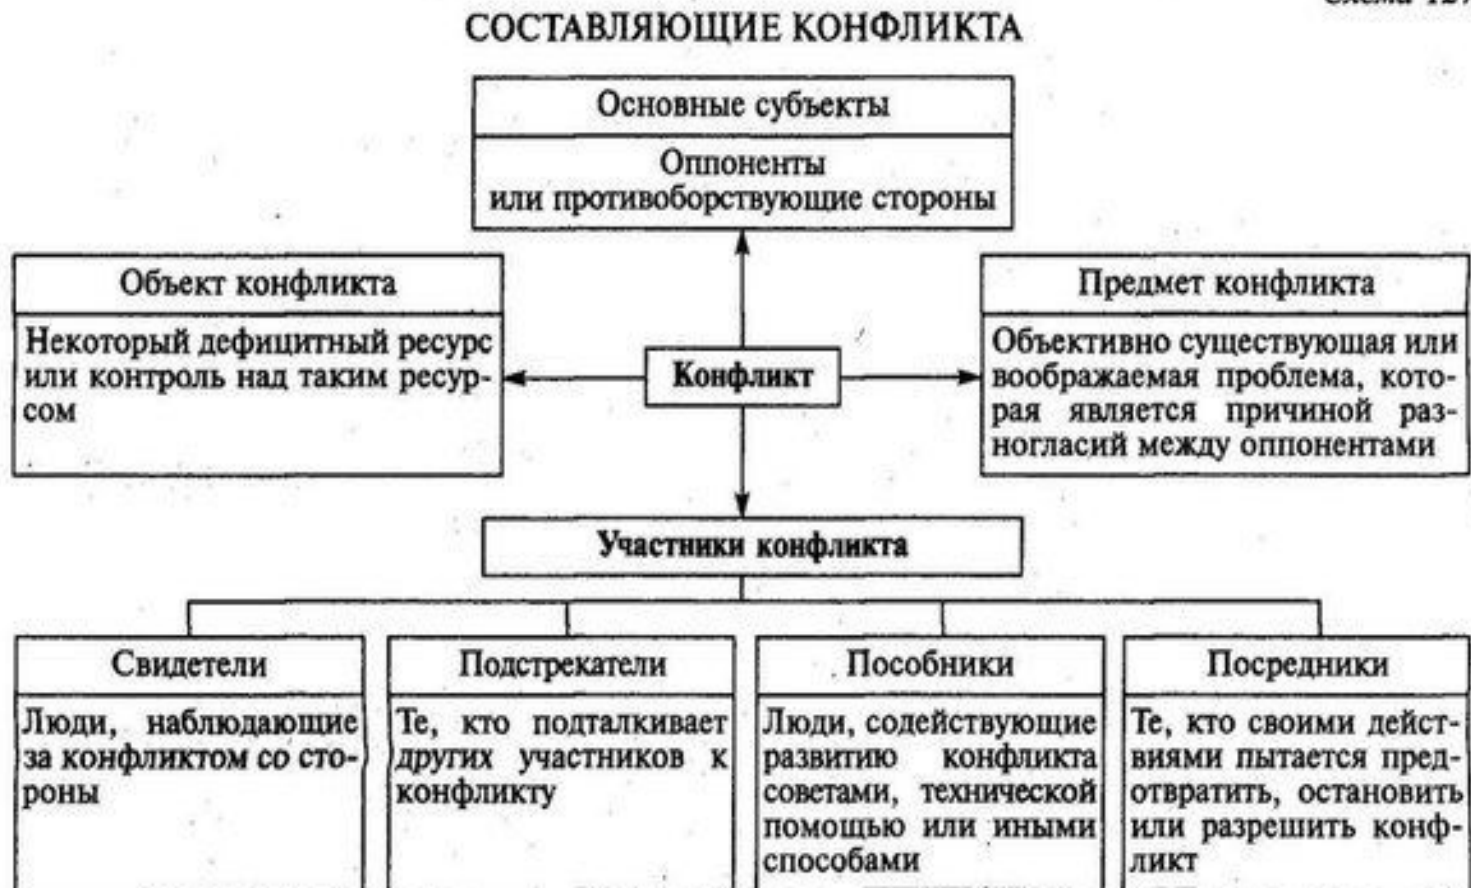 СОСТАВЛЯЮЩИЕ КОНФЛИКТА
Основные субъекты
Оппоненты
или противоборствующие стороны
Объект конфликта
Некоторый дефицитный ресурс
или контроль над таким ресур-
сом
Конфликт
Предмет конфликта
Объективно существующая или
воображаемая проблема, кото-
рая является причиной раз-
ногласий между оппонентами
Участники конфликта
Свидетели
Люди, наблюдающие
за конфликтом со сто-
роны
Подстрекатели
Те, кто подталкивает
других участников к
конфликту
Пособники
Люди, содействующие
развитию конфликта
советами, технической
помощью или иными
способами
Посредники
Те, кто своими дейст-
виями пытается пред-
отвратить, остановить
или разрешить конф-
ликт